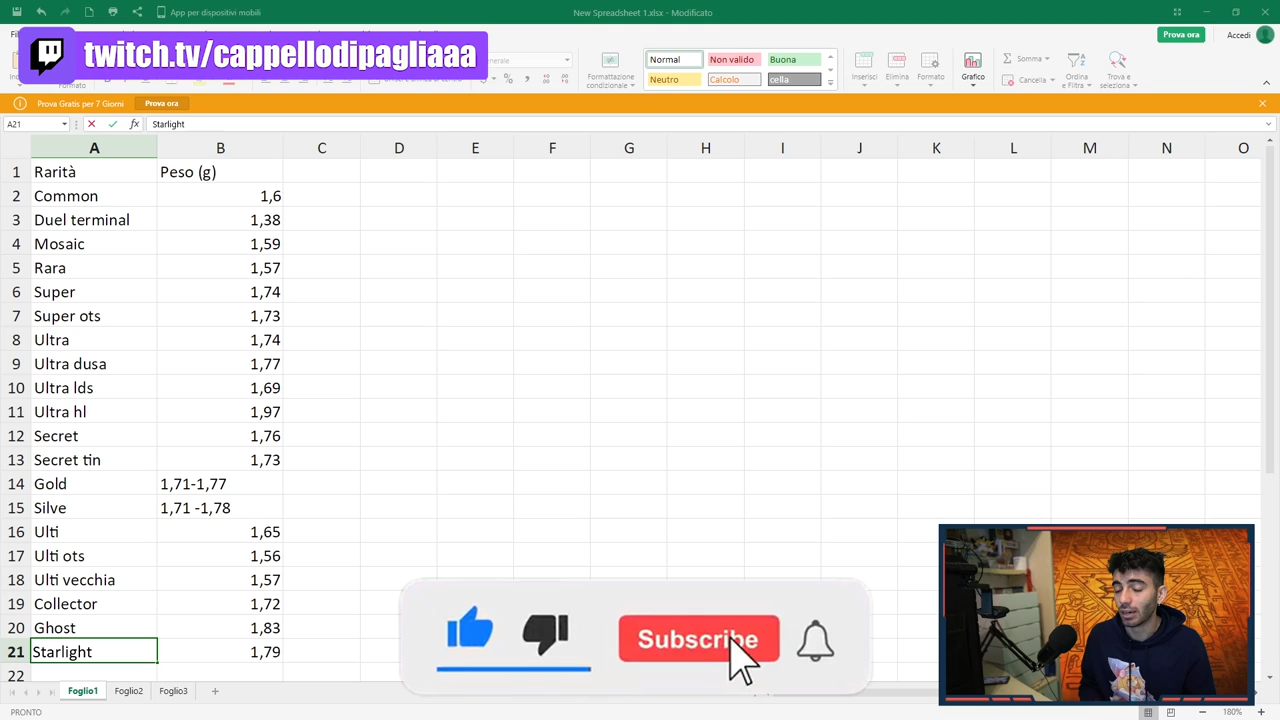 App per dispositivi mobili
New Spreadsheet 1.xlsx - Modificato
twitch.tv/cappellodipagliaaa
Prova ora
Accedi
Formattazione condizionale
Normal
Non valido
Buona
Neutro
Calcolo
cella
Inserisci
Elimina
Formato
Grafico
Somma
Cancella
Ordina e Filtra
Trova e seleziona
Formato
Prova Gratis per 7 Giorni
Prova ora
A21
fx
Starlight
A B C D E F G H I J K L M N O
1 Rarità Peso (g)
2 Common 1,6
3 Duel terminal 1,38
4 Mosaic 1,59
5 Rara 1,57
6 Super 1,74
7 Super ots 1,73
8 Ultra 1,74
9 Ultra dusa 1,77
10 Ultra lds 1,69
11 Ultra hl 1,97
12 Secret 1,76
13 Secret tin 1,73
14 Gold 1,71-1,77
15 Silve 1,71 -1,78
16 Ulti 1,65
17 Ulti ots 1,56
18 Ulti vecchia 1,57
19 Collector 1,72
20 Ghost 1,83
21 Starlight 1,79
22
Subscribe
Foglio1 Foglio2 Foglio3
PRONTO
180%